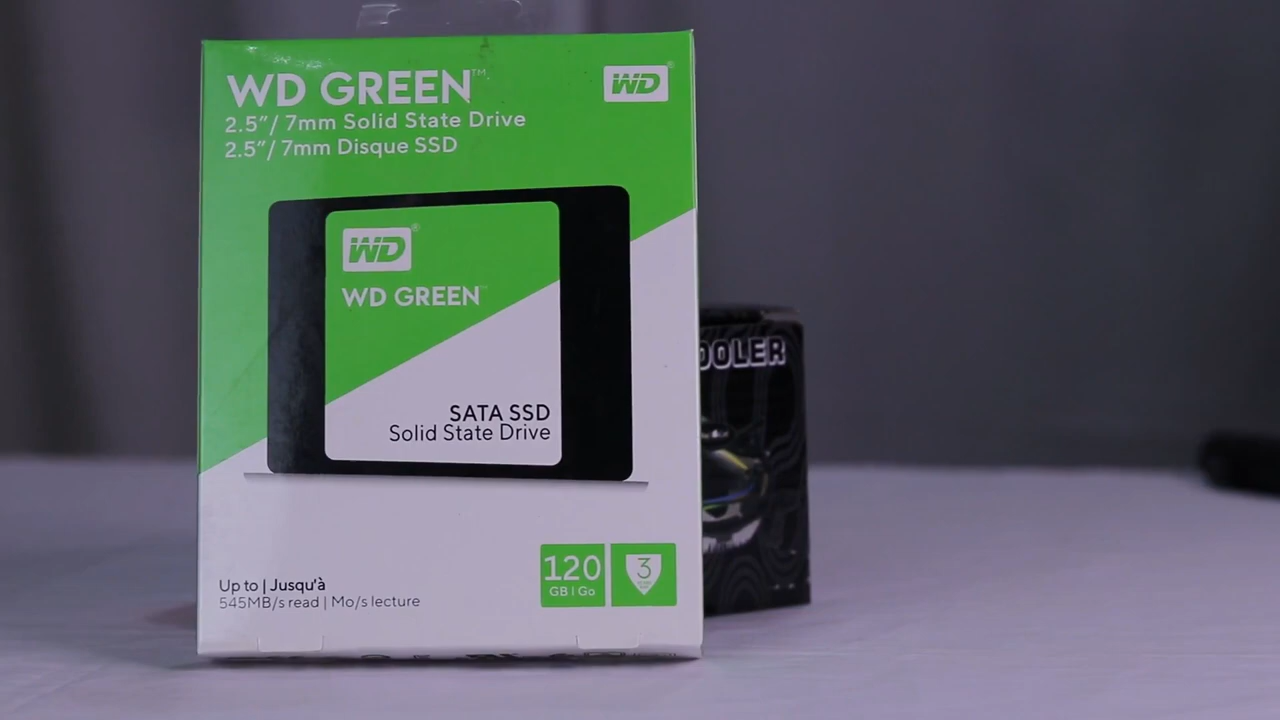 WD GREEN™
WD®
2.5"/ 7mm Solid State Drive
2.5"/ 7mm Disque SSD
WD®
WD GREEN™
SATA SSD
Solid State Drive
OOLER
120
GB | Go
3
Up to | Jusqu'à
545MB/s read | Mo/s lecture